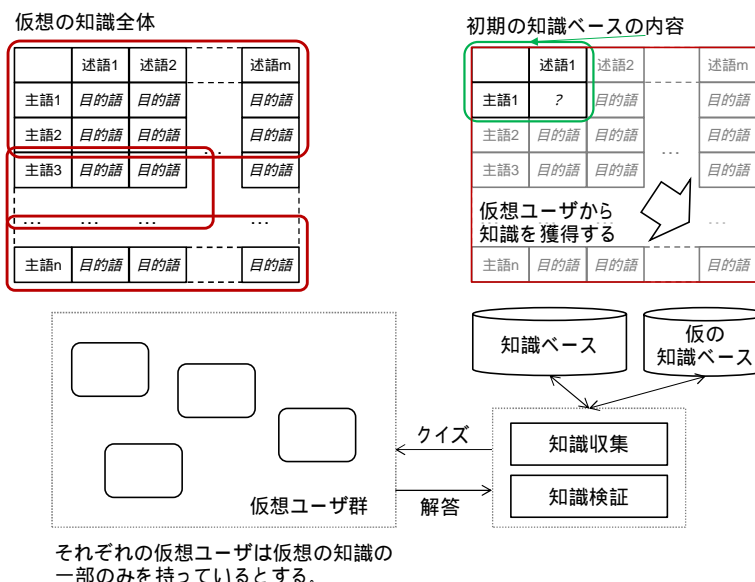 仮想の知識全体
述語1 述語2 述語m
主語1 目的語 目的語 目的語
主語2 目的語 目的語 目的語
...
主語3 目的語 目的語 目的語
... ... ...
主語n 目的語 目的語 目的語
初期の知識ベースの内容
述語1 述語2 述語m
主語1 ? 目的語 目的語
主語2 目的語 目的語 目的語
...
主語3 目的語 目的語 目的語
仮想ユーザから
知識を獲得する
...
主語n 目的語 目的語 目的語
仮想ユーザ群
クイズ
解答
知識ベース
仮の
知識ベース
知識収集
知識検証
それぞれの仮想ユーザは仮想の知識の
一部のみを持っているとする。